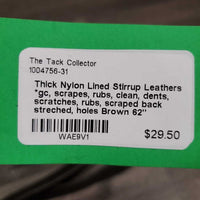 The Tack Collector
1004756-31
Thick Nylon Lined Stirrup Leathers
*gc, scrapes, rubs, clean, dents,
scratches, rubs, scraped back
streched, holes Brown 62"
WAE9V1
$29.50